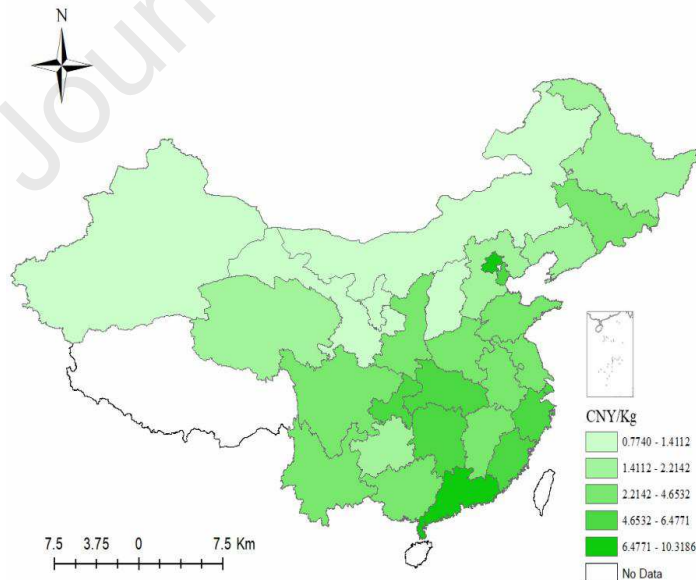 N
Journ
CNY/Kg
0.7740 - 1.4112
1.4112 - 2.2142
2.2142 - 4.6532
4.6532 - 6.4771
6.4771 - 10.3186
No Data
7.5 3.75 0 7.5 Km